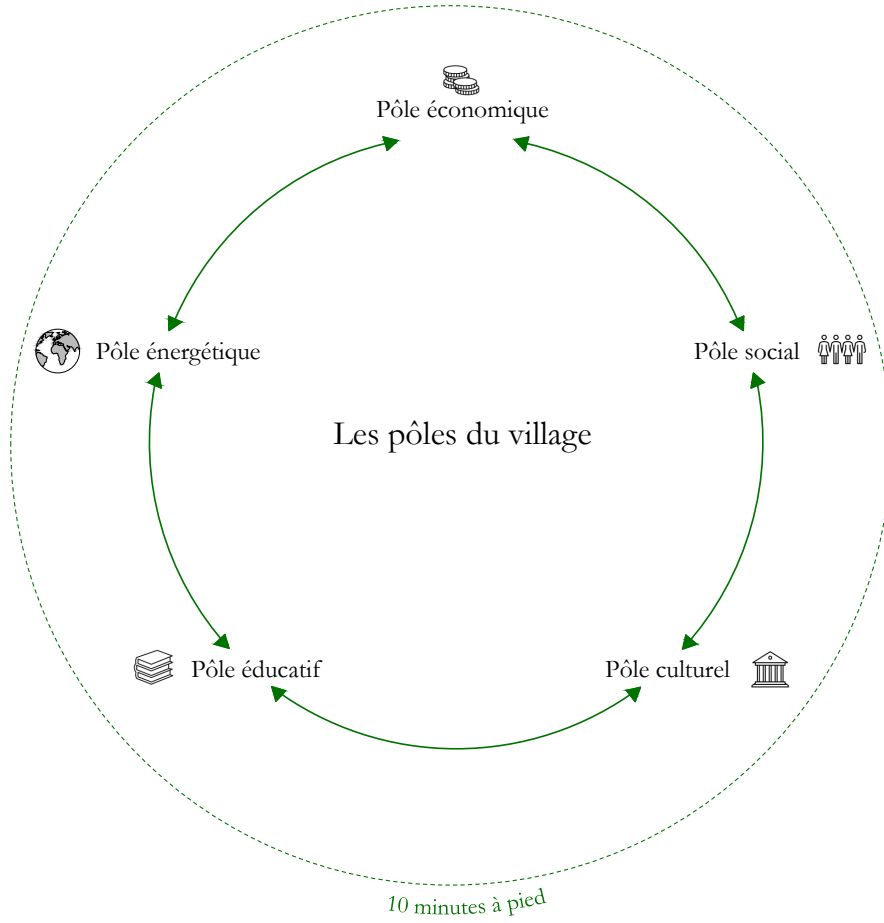 Pôle économique
Pôle énergétique
Pôle social
Les pôles du village
Pôle éducatif
Pôle culturel
10 minutes à pied